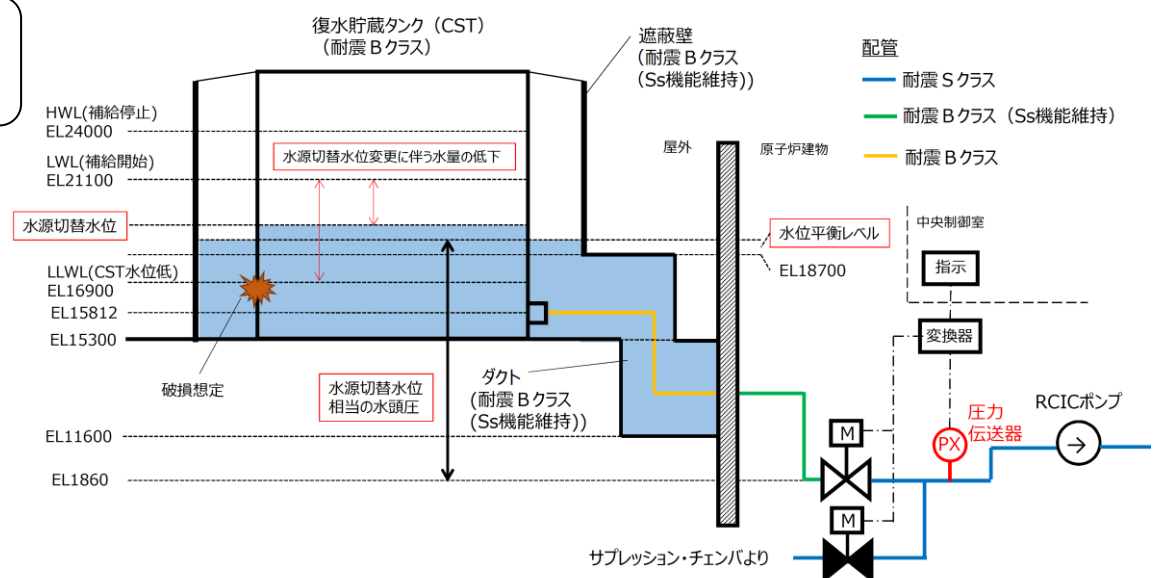 復水貯蔵タンク（CST）
（耐震Ｂクラス）
遮蔽壁
（耐震Ｂクラス
（Ss機能維持））
配管
耐震Ｓクラス
耐震Ｂクラス（Ss機能維持）
耐震Ｂクラス
HWL(補給停止)
EL24000
LWL(補給開始)
EL21100
水源切替水位変更に伴う水量の低下
屋外
原子炉建物
水源切替水位
水位平衡レベル
中央制御室
LLWL(CST水位低)
EL16900
EL18700
指示
EL15812
変換器
EL15300
破損想定
水源切替水位
相当の水頭圧
ダクト
（耐震Ｂクラス
（Ss機能維持））
圧力
伝送器
RCICポンプ
M
PX
EL11600
EL1860
M
サプレッション・チェンバより